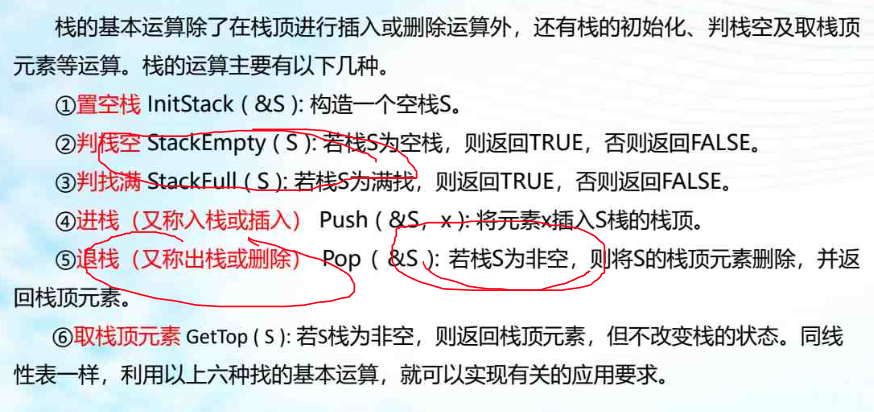 栈的基本运算除了在栈顶进行插入或删除运算外，还有栈的初始化、判栈空及取栈顶
元素等运算。栈的运算主要有以下几种。
①置空栈 InitStack ( &S ): 构造一个空栈S。
②判栈空 StackEmpty ( S ): 若栈S为空栈，则返回TRUE，否则返回FALSE。
③判找满 StackFull ( S ): 若栈S为满找，则返回TRUE，否则返回FALSE。
④进栈（又称入栈或插入） Push ( &S，x ): 将元素x插入S栈的栈顶。
⑤退栈（又称出栈或删除） Pop ( &S ): 若栈S为非空，则将S的栈顶元素删除，并返
回栈顶元素。
⑥取栈顶元素 GetTop ( S ): 若S栈为非空，则返回栈顶元素，但不改变栈的状态。同线
性表一样，利用以上六种找的基本运算，就可以实现有关的应用要求。